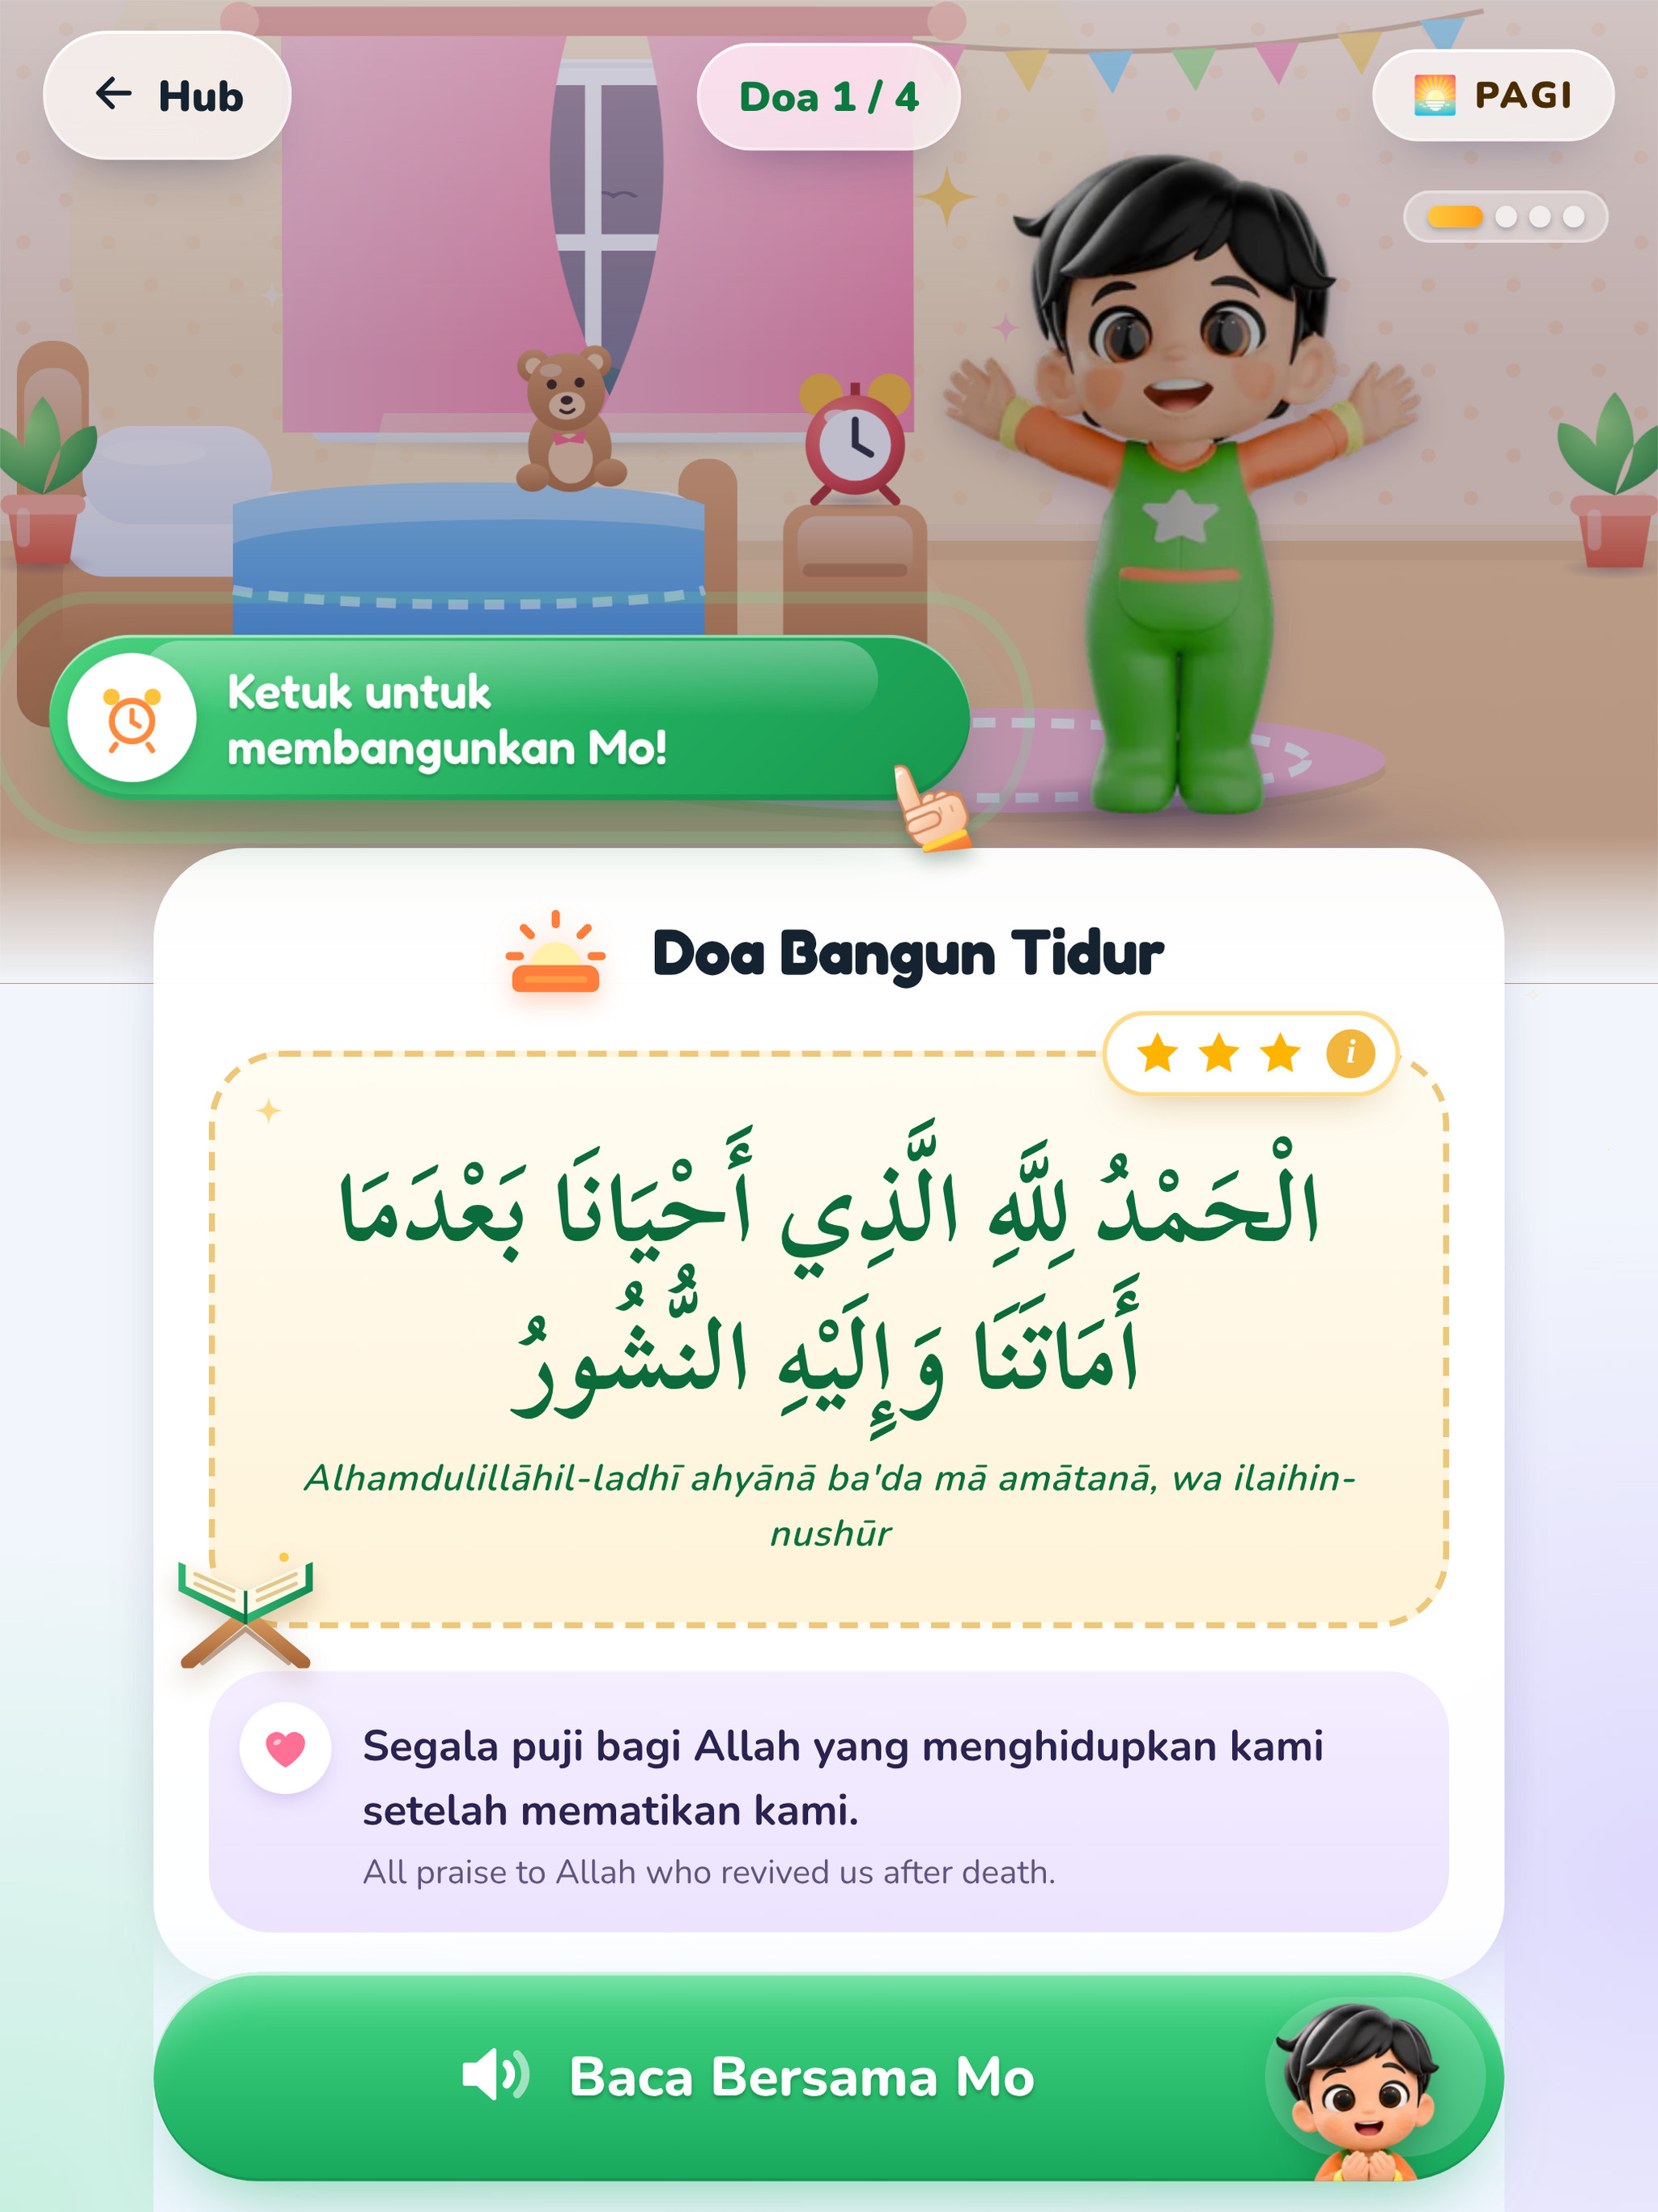 Hub
Doa 1 / 4
PAGI
Ketuk untuk
membangunkan Mo!
Doa Bangun Tidur
i
الْحَمْدُ لِلَّهِ الَّذِي أَحْيَانَا بَعْدَمَا
أَمَاتَنَا وَإِلَيْهِ النُّشُورُ
Alhamdulillāhil-ladhī ahyānā ba'da mā amātanā, wa ilaihin-
nushūr
Segala puji bagi Allah yang menghidupkan kami
setelah mematikan kami.
All praise to Allah who revived us after death.
Baca Bersama Mo